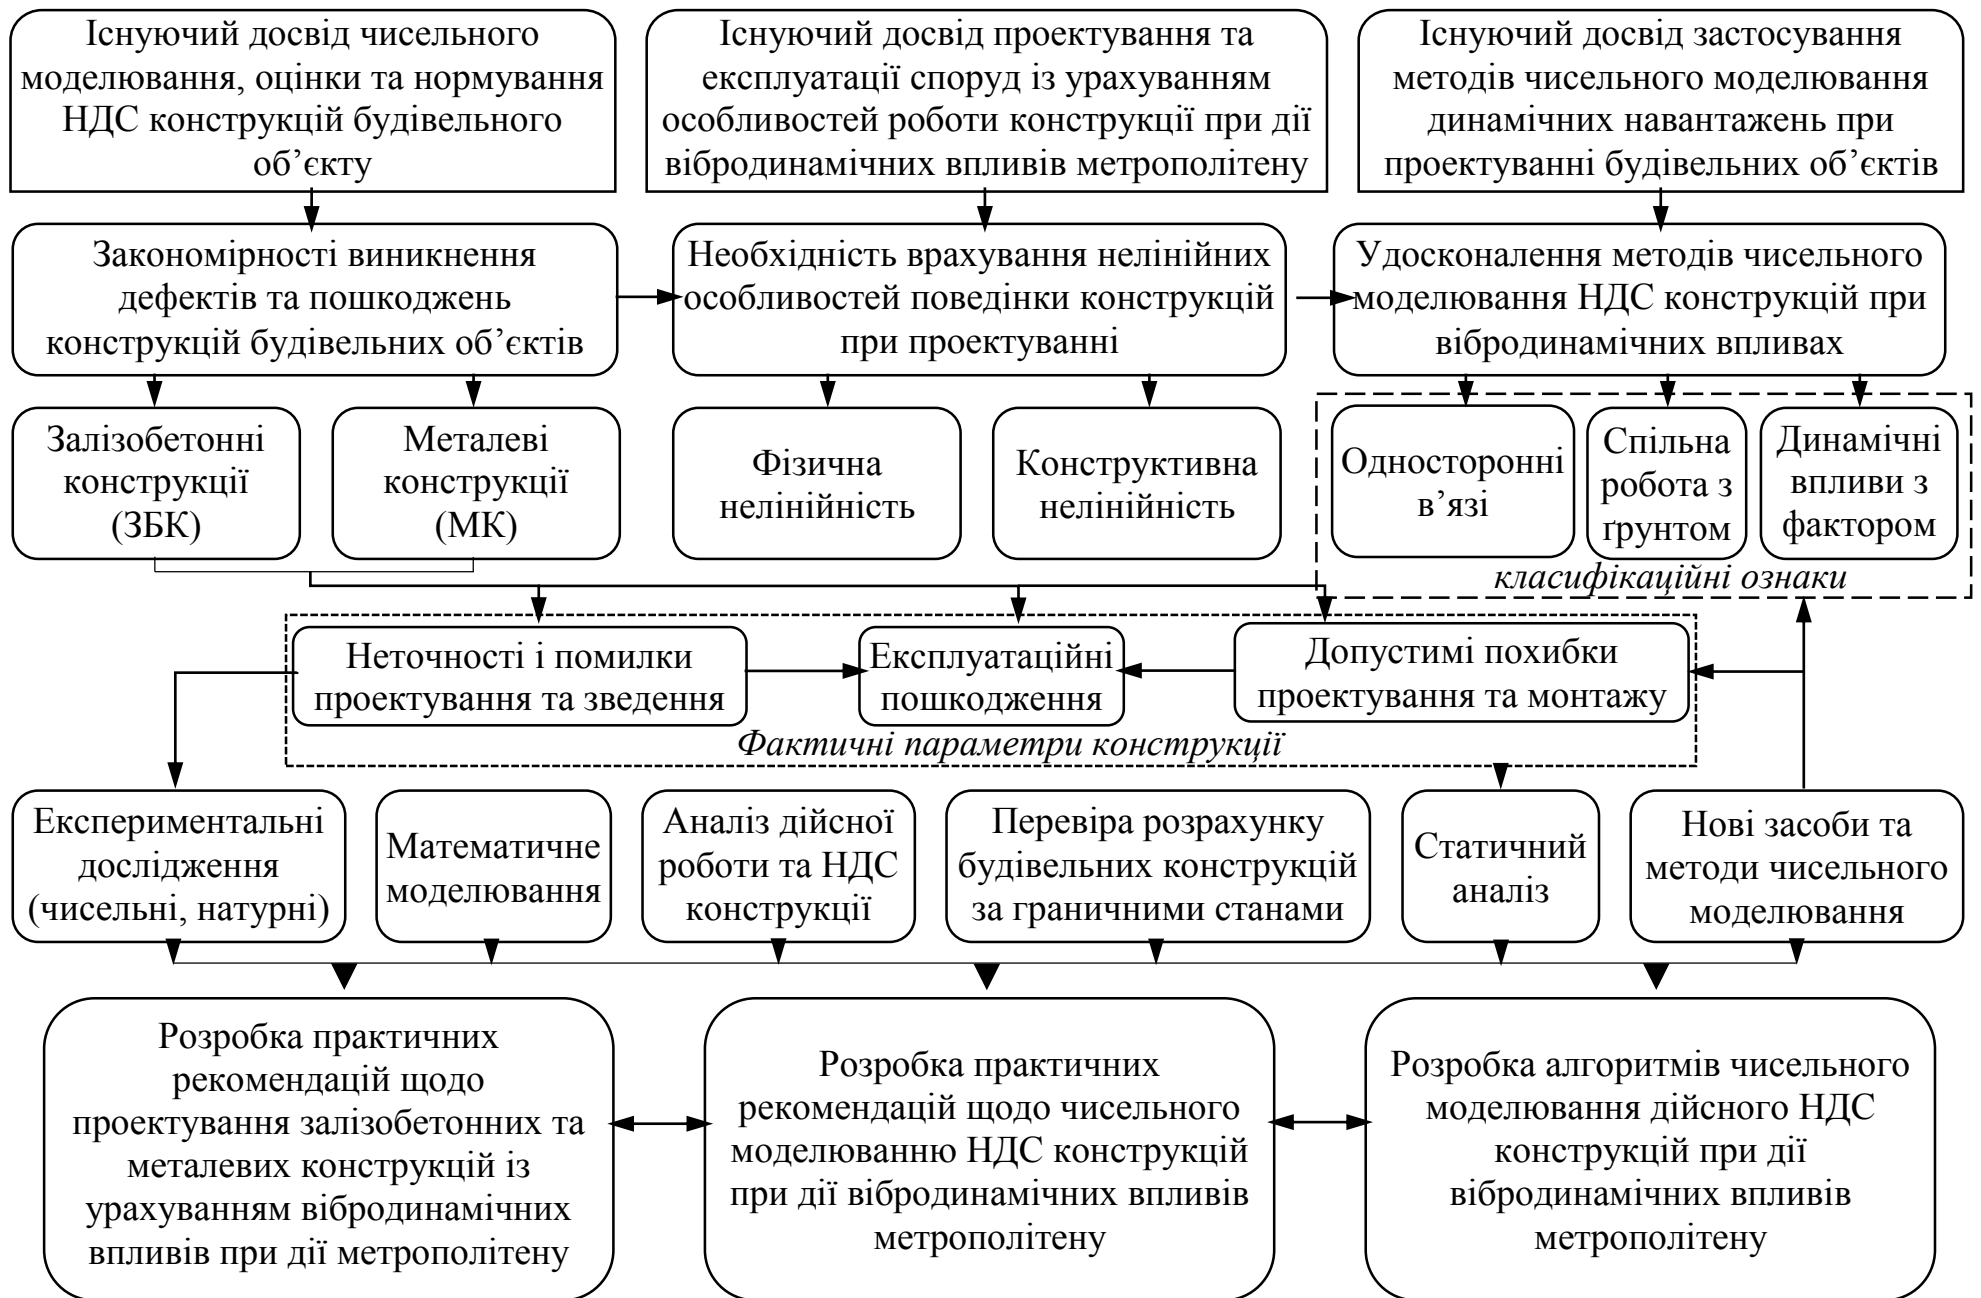 Існуючий досвід чисельного
моделювання, оцінки та нормування
НДС конструкцій будівельного
об’єкту
Існуючий досвід проектування та
експлуатації споруд із урахуванням
особливостей роботи конструкції при дії
вібродинамічних впливів метрополітену
Існуючий досвід застосування
методів чисельного моделювання
динамічних навантажень при
проектуванні будівельних об’єктів
Закономірності виникнення
дефектів та пошкоджень
конструкцій будівельних об’єктів
Необхідність врахування нелінійних
особливостей поведінки конструкцій
при проектуванні
Удосконалення методів чисельного
моделювання НДС конструкцій при
вібродинамічних впливах
Залізобетонні
конструкції
(ЗБК)
Металеві
конструкції
(МК)
Фізична
нелінійність
Конструктивна
нелінійність
Односторонні
в’язі
Спільна
робота з
ґрунтом
Динамічні
впливи з
фактором
класифікаційні ознаки
Неточності і помилки
проектування та зведення
Експлуатаційні
пошкодження
Допустимі похибки
проектування та монтажу
Фактичні параметри конструкції
Експериментальні
дослідження
(чисельні, натурні)
Математичне
моделювання
Аналіз дійсної
роботи та НДС
конструкції
Перевіра розрахунку
будівельних конструкцій
за граничними станами
Статичний
аналіз
Нові засоби та
методи чисельного
моделювання
Розробка практичних
рекомендацій щодо
проектування залізобетонних та
металевих конструкцій із
урахуванням вібродинамічних
впливів при дії метрополітену
Розробка практичних
рекомендацій щодо чисельного
моделюванню НДС конструкцій
при дії вібродинамічних впливів
метрополітену
Розробка алгоритмів чисельного
моделювання дійсного НДС
конструкцій при дії
вібродинамічних впливів
метрополітену